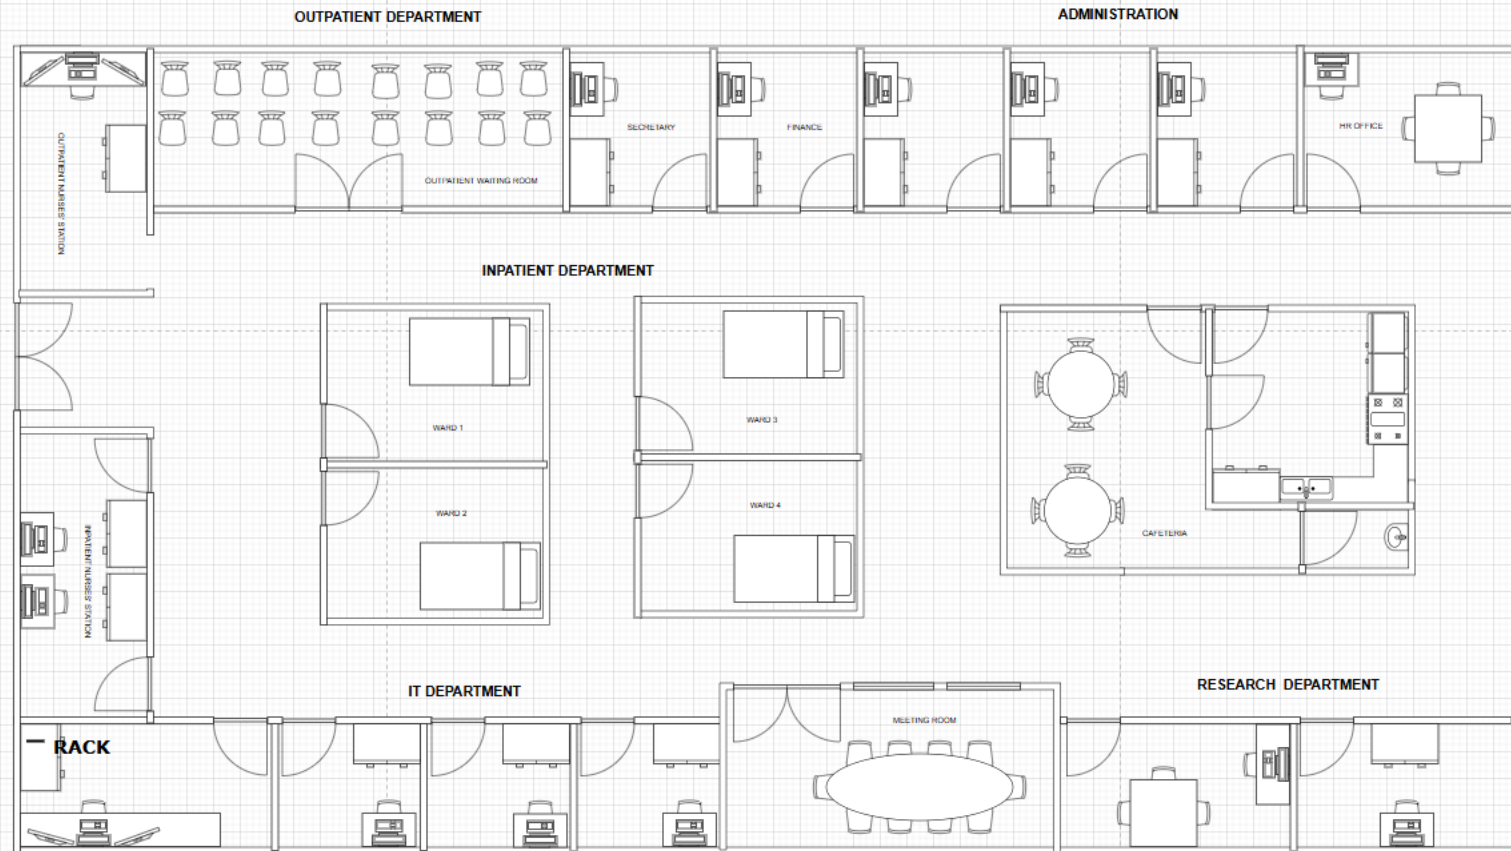 OUTPATIENT DEPARTMENT
ADMINISTRATION
OUTPATIENT NURSES' STATION
SECRETARY
FINANCE
HR OFFICE
OUTPATIENT WAITING ROOM
INPATIENT DEPARTMENT
WARD 1
WARD 3
WARD 2
WARD 4
CAFETERIA
INPATIENT NURSES' STATION
IT DEPARTMENT
RESEARCH DEPARTMENT
MEETING ROOM
RACK